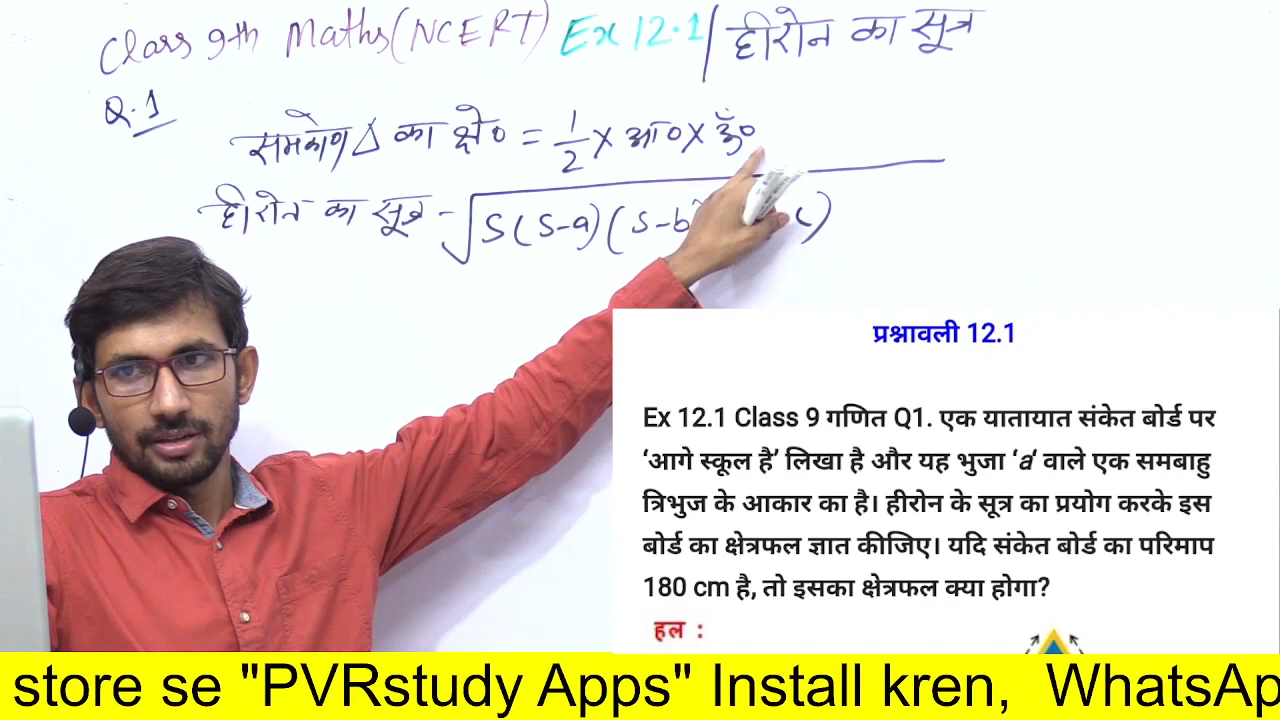 Class 9th Maths (NCERT) Ex 12.1 | हीरोन का सूत्र
Q.1
समकोण Δ का क्षे० = 1/2 × आ० × ऊँ०
हीरोन का सूत्र - √S(S-a)(S-b c)
प्रश्नावली 12.1
Ex 12.1 Class 9 गणित Q1. एक यातायात संकेत बोर्ड पर
‘आगे स्कूल है’ लिखा है और यह भुजा ‘a‘ वाले एक समबाहु
त्रिभुज के आकार का है। हीरोन के सूत्र का प्रयोग करके इस
बोर्ड का क्षेत्रफल ज्ञात कीजिए। यदि संकेत बोर्ड का परिमाप
180 cm है, तो इसका क्षेत्रफल क्या होगा?
हल :
store se "PVRstudy Apps" Install kren, WhatsAp